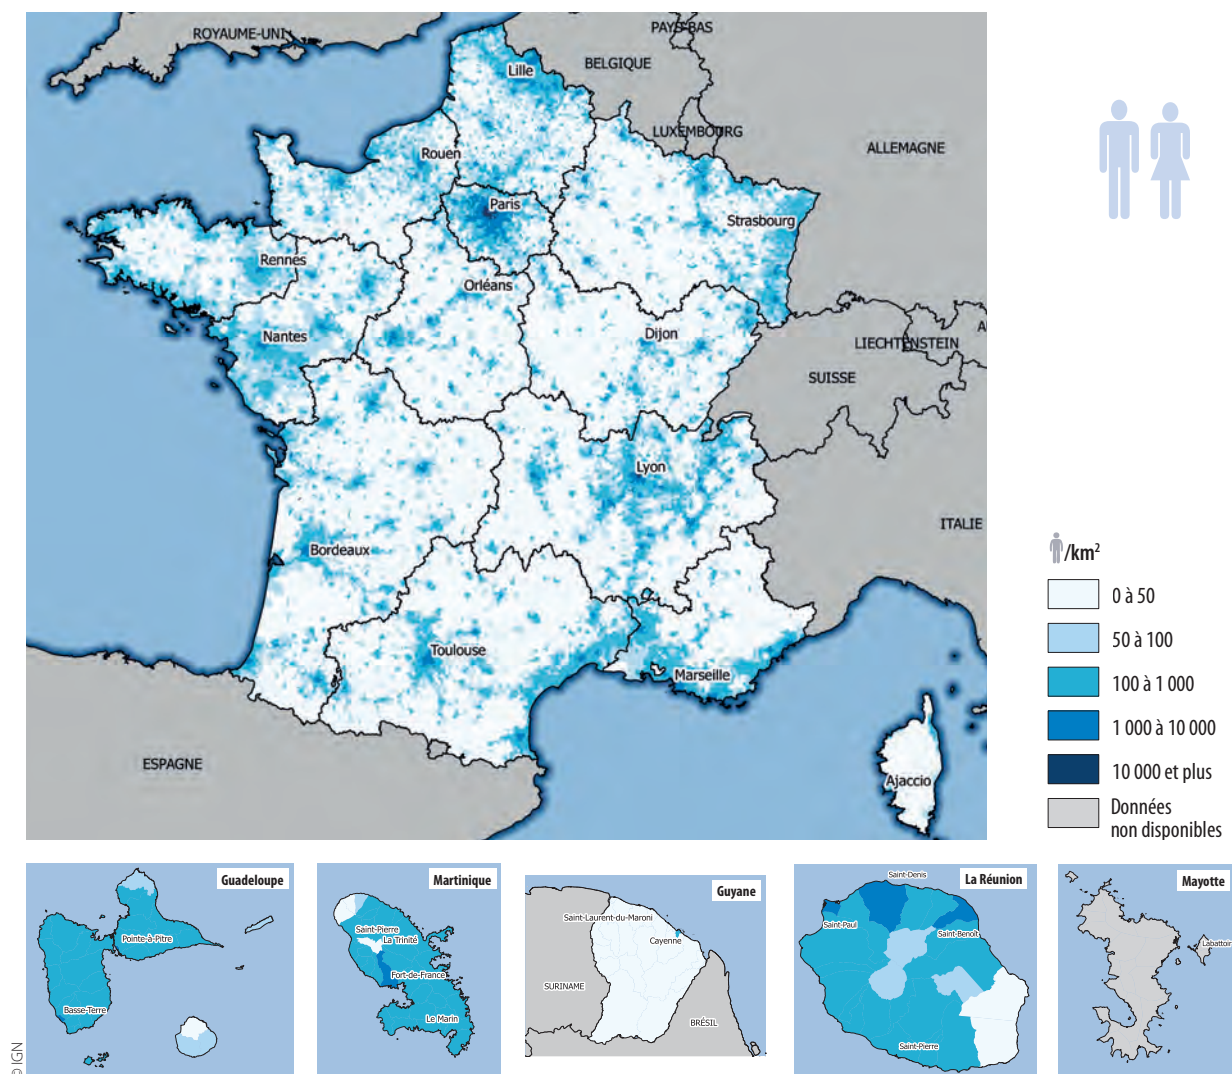 ROYAUME-UNI
PAYS-BAS
BELGIQUE
Lille
LUXEMBOURG
ALLEMAGNE
Rouen
Paris
Strasbourg
Rennes
Orléans
Nantes
Dijon
LIECHTENSTEIN
SUISSE
Lyon
ITALIE
Bordeaux
Toulouse
Marseille
ESPAGNE
Ajaccio
/km²
0 à 50
50 à 100
100 à 1 000
1 000 à 10 000
10 000 et plus
Données
non disponibles
Guadeloupe
Pointe-à-Pitre
Basse-Terre
Martinique
Saint-Pierre
La Trinité
Fort-de-France
Le Marin
Guyane
Saint-Laurent-du-Maroni
Cayenne
SURINAME
BRÉSIL
La Réunion
Saint-Denis
Saint-Paul
Saint-Benoît
Saint-Pierre
Mayotte
© IGN